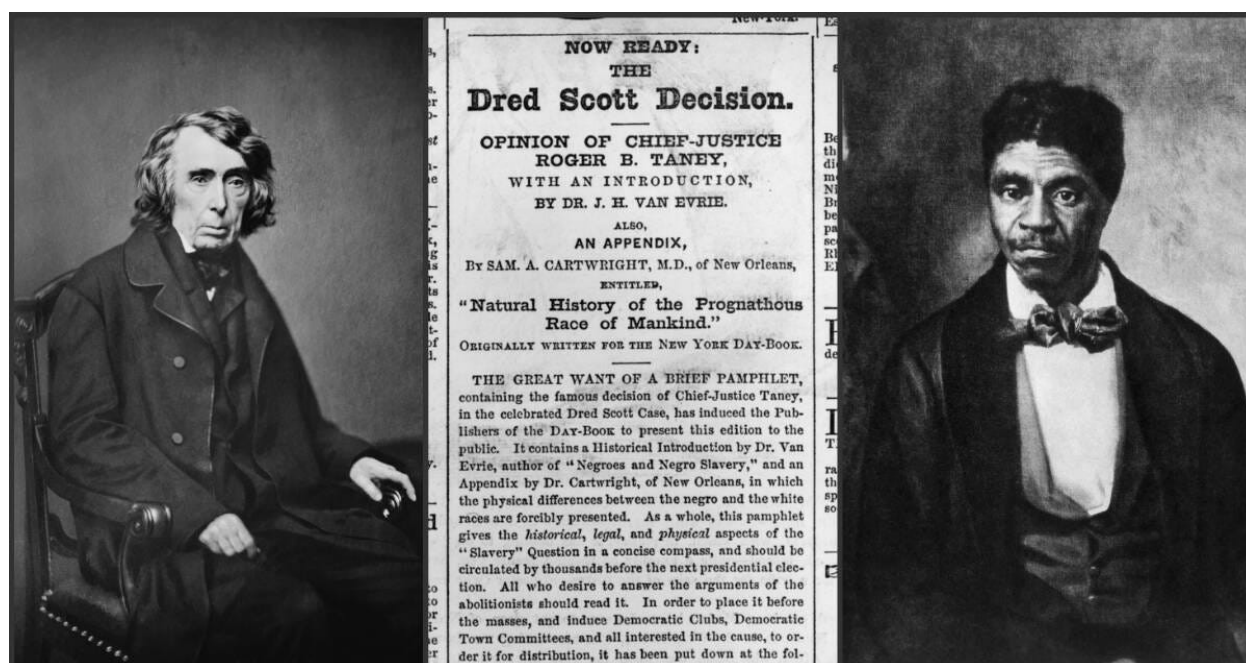 New-York.
NOW READY:
THE
Dred Scott Decision.
OPINION OF CHIEF-JUSTICE
ROGER B. TANEY,
WITH AN INTRODUCTION,
BY DR. J. H. VAN EVRIE.
ALSO,
AN APPENDIX,
BY SAM. A. CARTWRIGHT, M.D., of New Orleans,
ENTITLED,
"Natural History of the Prognathous
Race of Mankind."
ORIGINALLY WRITTEN FOR THE NEW YORK DAY-BOOK.
THE GREAT WANT OF A BRIEF PAMPHLET,
containing the famous decision of Chief-Justice Taney,
in the celebrated Dred Scott Case, has induced the Pub-
lishers of the DAY-BOOK to present this edition to the
public. It contains a Historical Introduction by Dr. Van
Evrie, author of "Negroes and Negro Slavery," and an
Appendix by Dr. Cartwright, of New Orleans, in which
the physical differences between the negro and the white
races are forcibly presented. As a whole, this pamphlet
gives the historical, legal, and physical aspects of the
"Slavery" Question in a concise compass, and should be
circulated by thousands before the next presidential elec-
tion. All who desire to answer the arguments of the
abolitionists should read it. In order to place it before
the masses, and induce Democratic Clubs, Democratic
Town Committees, and all interested in the cause, to or-
der it for distribution, it has been put down at the fol-